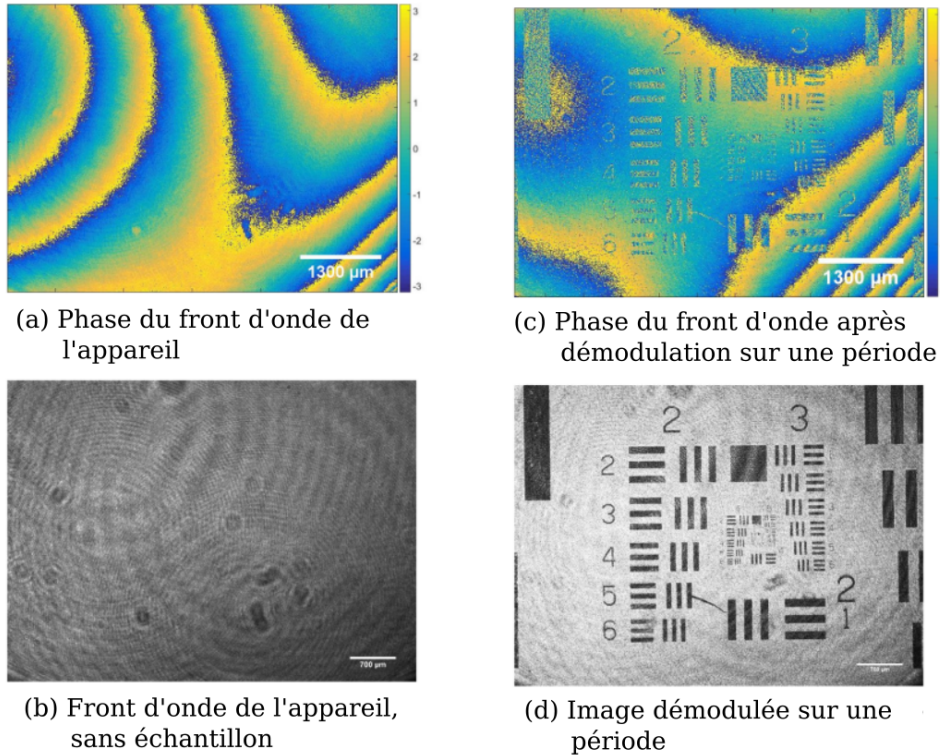 3
2
1
0
-1
-2
-3
1300 µm
(a) Phase du front d'onde de
l'appareil
2 3
2
3
4
5
6
2
1
1300 µm
(c) Phase du front d'onde après
démodulation sur une période
700 µm
(b) Front d'onde de l'appareil,
sans échantillon
2 3
2
3
4
5
6
2
1
(d) Image démodulée sur une
période